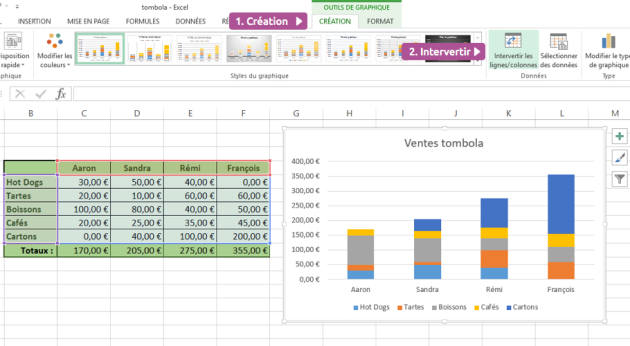 tombola - Excel
OUTILS DE GRAPHIQUE
INSERTION MISE EN PAGE FORMULES DONNÉES 1. Création CRÉATION FORMAT
2. Intervertir
Modifier les couleurs
Intervertir les lignes/colonnes
Sélectionner des données
Modifier le type de graphique
Styles du graphique
Données
Type
fx
B C D E F G H I J K L M
Aaron Sandra Rémi François
Hot Dogs 30,00 € 50,00 € 40,00 € 0,00 €
Tartes 20,00 € 10,00 € 60,00 € 60,00 €
Boissons 100,00 € 80,00 € 40,00 € 50,00 €
Cafés 20,00 € 25,00 € 35,00 € 45,00 €
Cartons 0,00 € 40,00 € 100,00 € 200,00 €
Totaux : 170,00 € 205,00 € 275,00 € 355,00 €
Ventes tombola
400,00 €
350,00 €
300,00 €
250,00 €
200,00 €
150,00 €
100,00 €
50,00 €
0,00 €
Aaron Sandra Rémi François
Hot Dogs Tartes Boissons Cafés Cartons